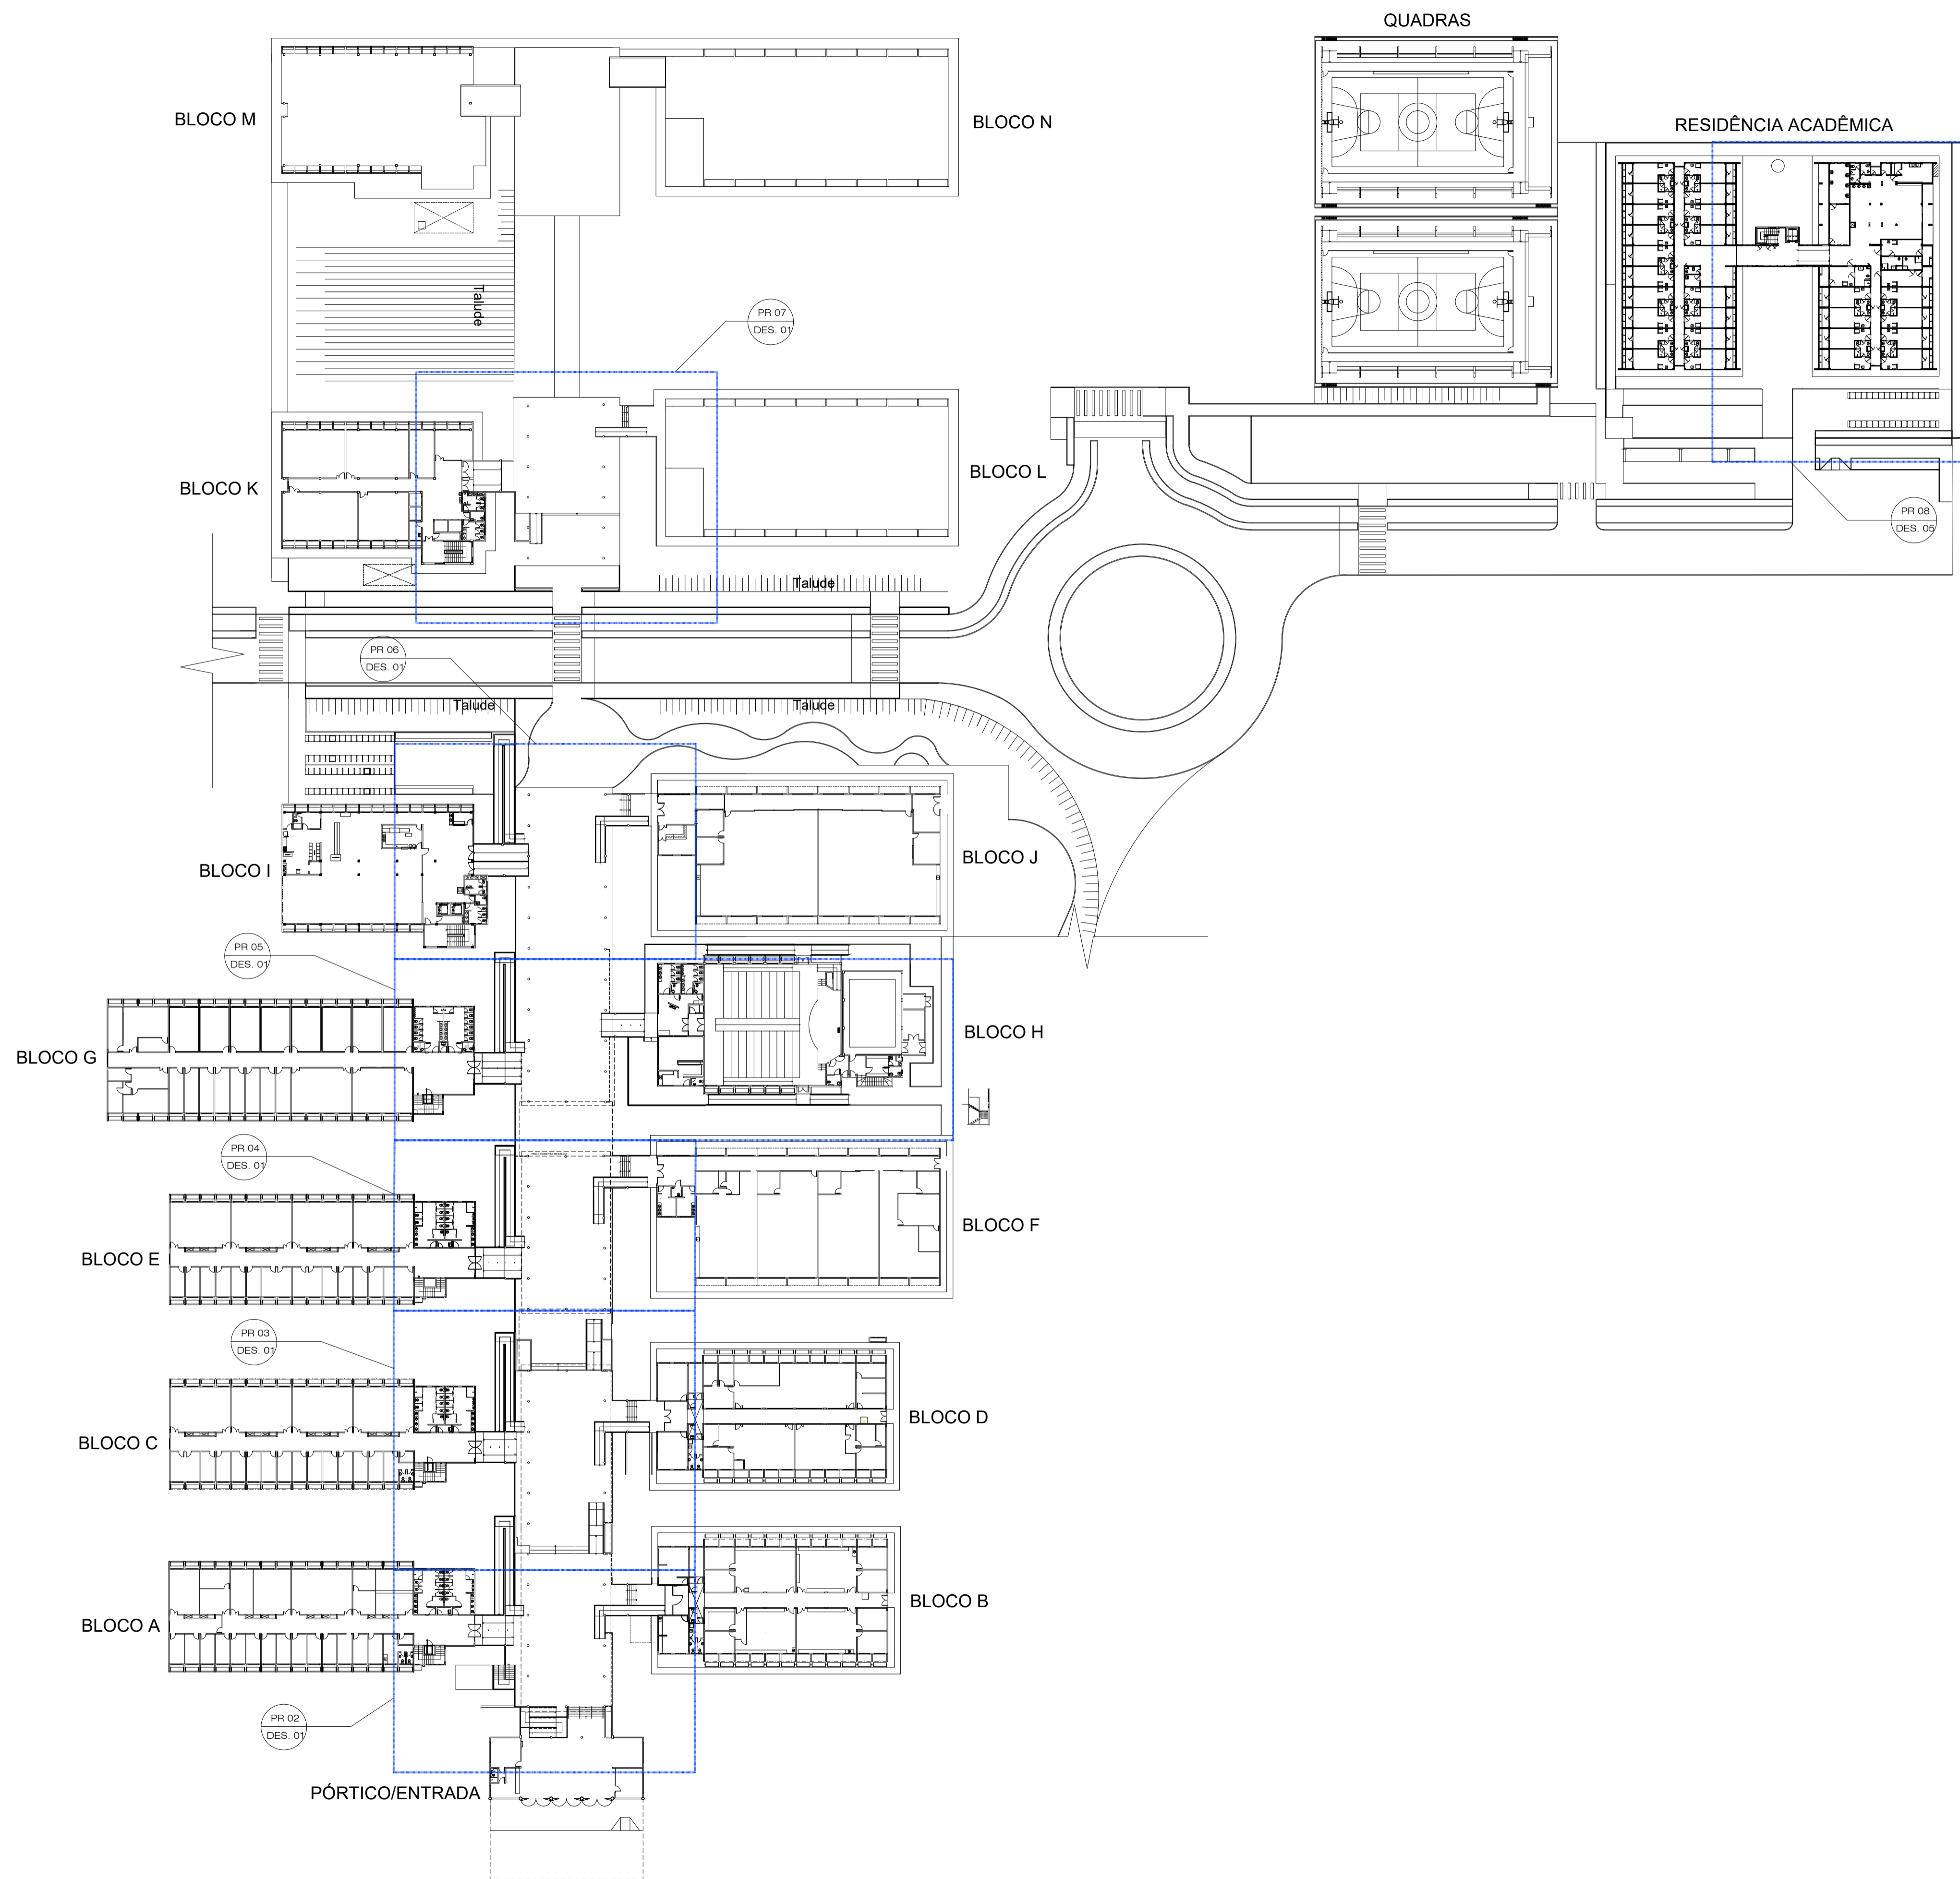 QUADRAS
BLOCO M
BLOCO N
RESIDÊNCIA ACADÊMICA
Talude
PR 07
DES. 01
BLOCO K
BLOCO L
PR 08
DES. 05
Talude
PR 06
DES. 01
Talude
Talude
BLOCO I
BLOCO J
PR 05
DES. 01
BLOCO G
BLOCO H
PR 04
DES. 01
BLOCO E
BLOCO F
PR 03
DES. 01
BLOCO C
BLOCO D
BLOCO A
BLOCO B
PR 02
DES. 01
PÓRTICO/ENTRADA